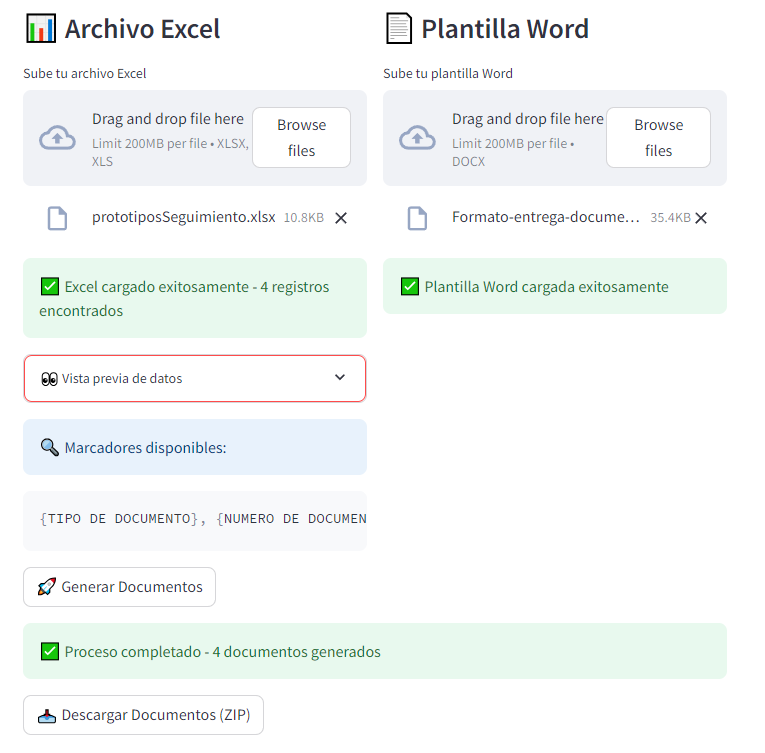 📊 Archivo Excel
Sube tu archivo Excel
Drag and drop file here
Limit 200MB per file • XLSX,
XLS
Browse
files
prototiposSeguimiento.xlsx 10.8KB
✅ Excel cargado exitosamente - 4 registros
encontrados
👀 Vista previa de datos
🔍 Marcadores disponibles:
{TIPO DE DOCUMENTO}, {NUMERO DE DOCUMEN
🚀 Generar Documentos
📄 Plantilla Word
Sube tu plantilla Word
Drag and drop file here
Limit 200MB per file •
DOCX
Browse
files
Formato-entrega-docume… 35.4KB
✅ Plantilla Word cargada exitosamente
✅ Proceso completado - 4 documentos generados
📥 Descargar Documentos (ZIP)